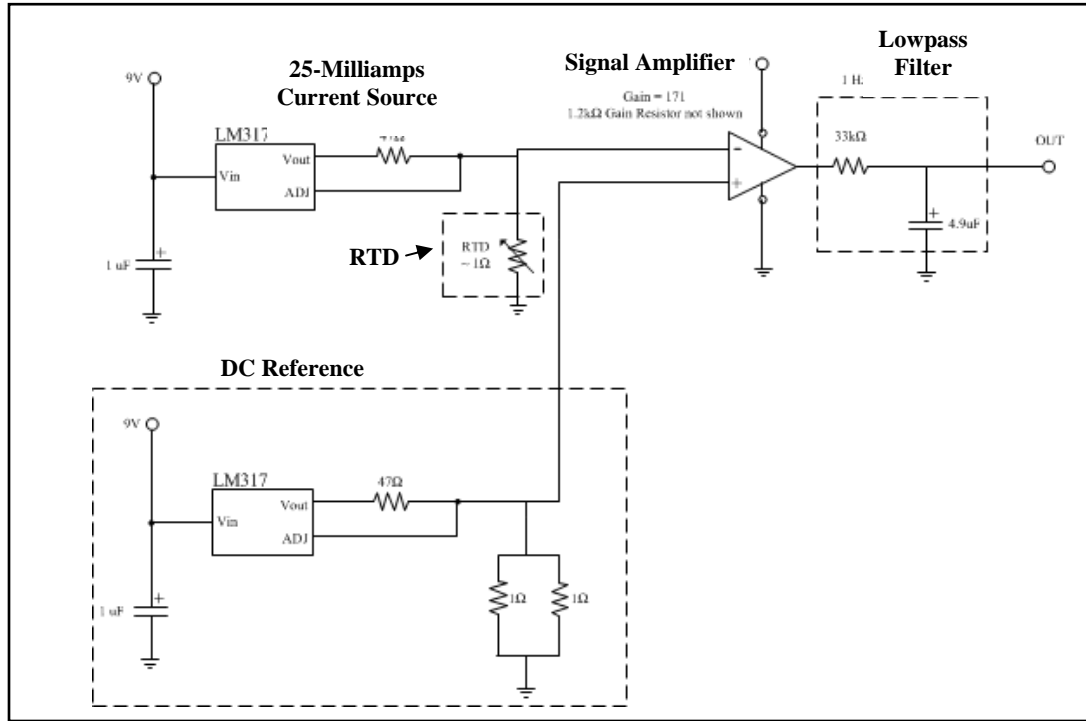 25-Milliamps
Current Source
9V
LM317
Vin
Vout
ADJ
1 uF
RTD
RTD
~ 1Ω
Signal Amplifier
Gain = 171
1.2kΩ Gain Resistor not shown
-
+
Lowpass
Filter
1 H
33kΩ
+
4.9uF
OUT
+
DC Reference
9V
LM317
Vin
Vout
ADJ
47Ω
+
1 uF
1Ω
1Ω